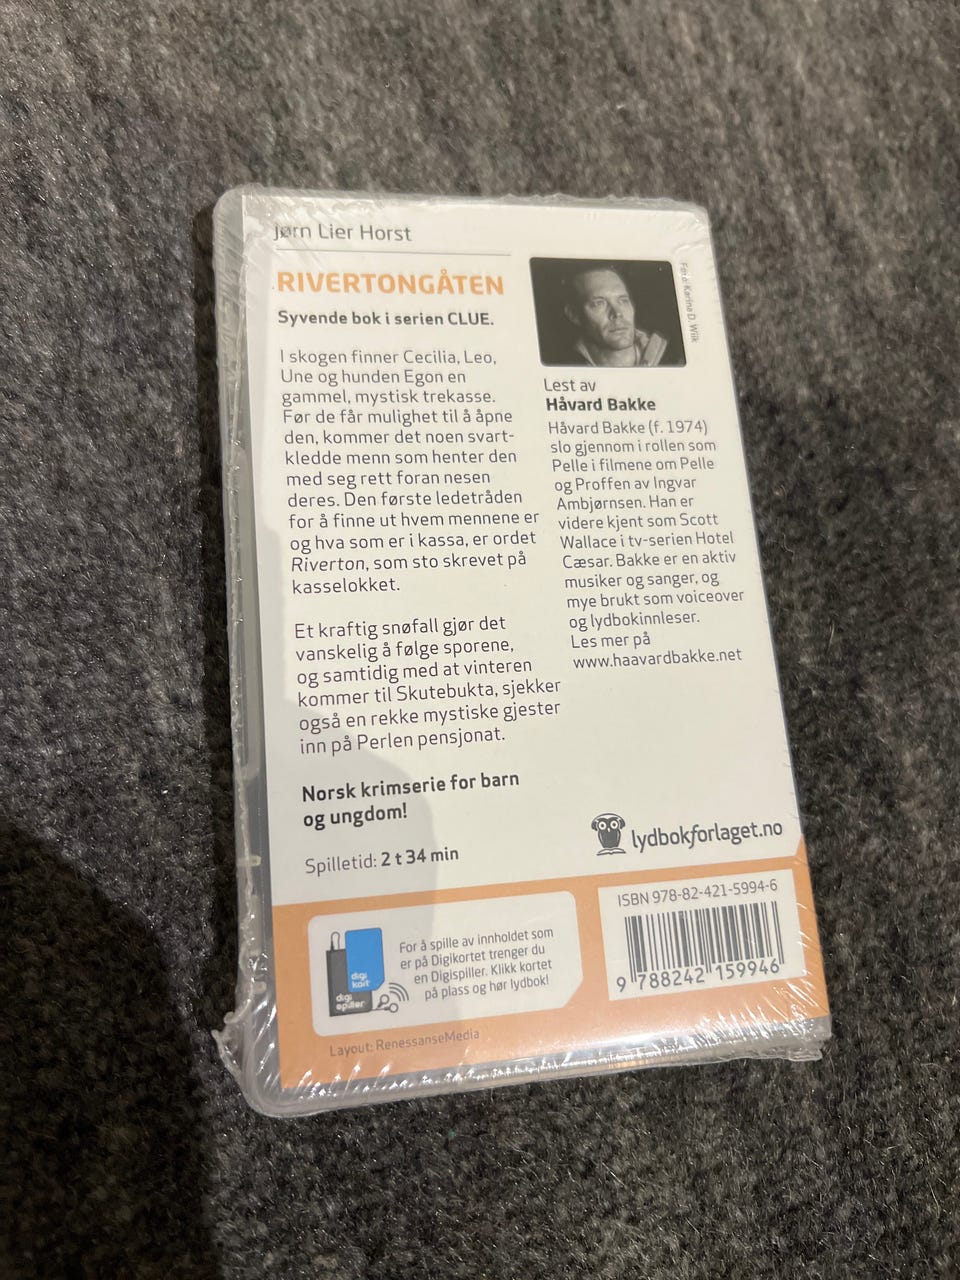 jørn Lier Horst
RIVERTONGÅTEN
Syvende bok i serien CLUE.
I skogen finner Cecilia, Leo,
Une og hunden Egon en
gammel, mystisk trekasse.
Før de får mulighet til å åpne
den, kommer det noen svart-
kledde menn som henter den
med seg rett foran nesen
deres. Den første ledetråden
for å finne ut hvem mennene er
og hva som er i kassa, er ordet
Riverton, som sto skrevet på
kasselokket.
Et kraftig snøfall gjør det
vanskelig å følge sporene,
og samtidig med at vinteren
kommer til Skutebukta, sjekker
også en rekke mystiske gjester
inn på Perlen pensjonat.
Norsk krimserie for barn
og ungdom!
Spilletid: 2 t 34 min
Foto: Karina D. Wiik
Lest av
Håvard Bakke
Håvard Bakke (f. 1974)
slo gjennom i rollen som
Pelle i filmene om Pelle
og Proffen av Ingvar
Ambjørnsen. Han er
videre kjent som Scott
Wallace i tv-serien Hotel
Cæsar. Bakke er en aktiv
musiker og sanger, og
mye brukt som voiceover
og lydbokinnleser.
Les mer på
www.haavardbakke.net
lydbokforlaget.no
digi
kort
digi
spiller
For å spille av innholdet som
er på Digikortet trenger du
en Digispiller. Klikk kortet
på plass og hør lydbok!
ISBN 978-82-421-5994-6
9 788242 159946
Layout: RenessanseMedia